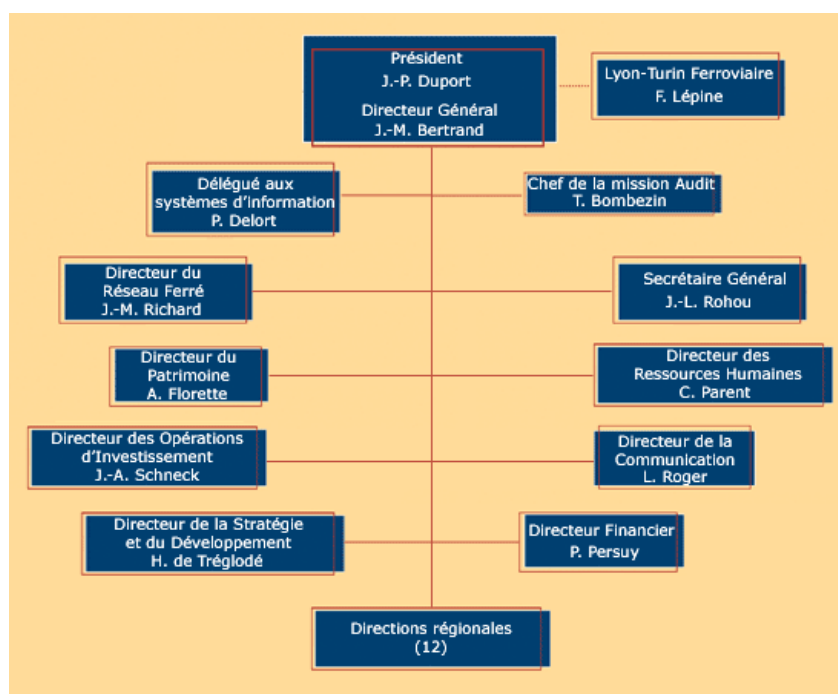 Président
J.-P. Duport
Directeur Général
J.-M. Bertrand
Lyon-Turin Ferroviaire
F. Lépine
Délégué aux
systèmes d'information
P. Delort
Chef de la mission Audit
T. Bombezin
Directeur du
Réseau Ferré
J.-M. Richard
Secrétaire Général
J.-L. Rohou
Directeur du
Patrimoine
A. Florette
Directeur des
Ressources Humaines
C. Parent
Directeur des Opérations
d'Investissement
J.-A. Schneck
Directeur de la
Communication
L. Roger
Directeur de la Stratégie
et du Développement
H. de Tréglodé
Directeur Financier
P. Persuy
Directions régionales
(12)